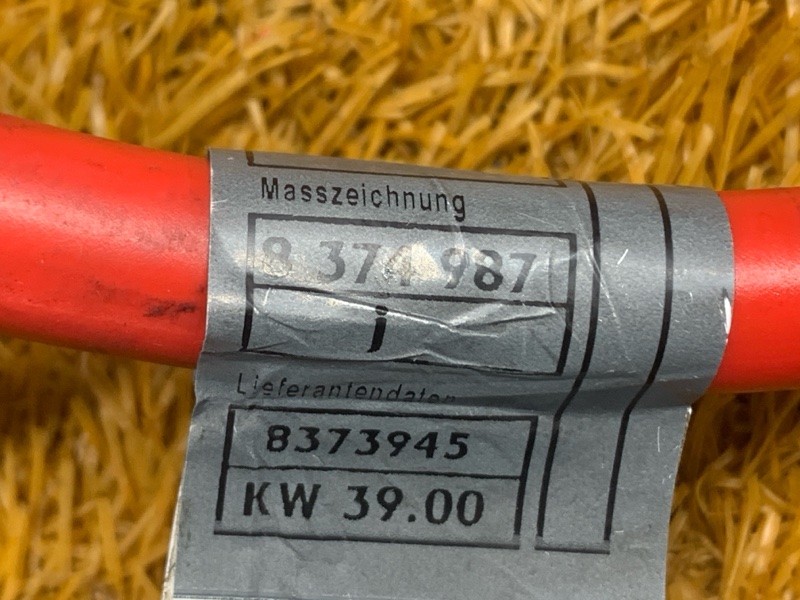 Masszeichnung
8 374 987
j
Lieferantendaten
8373945
KW 39.00